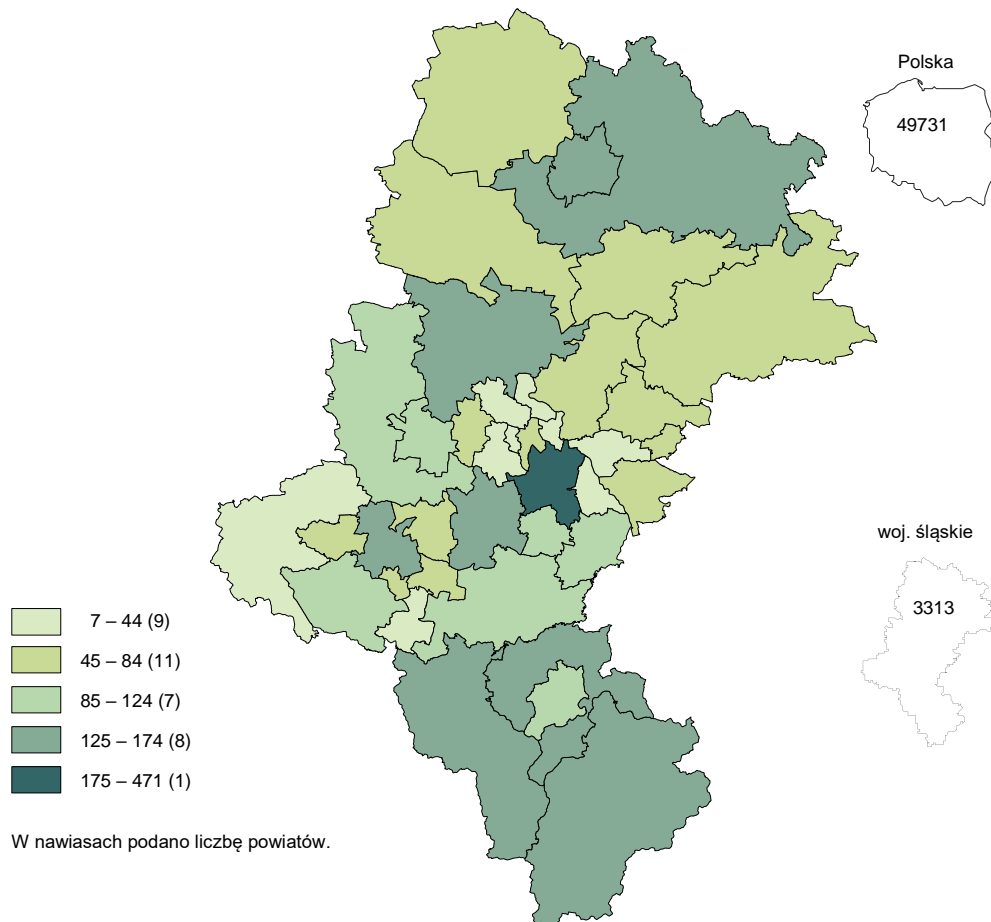 Polska
49731
woj. śląskie
3313
7 – 44 (9)
45 – 84 (11)
85 – 124 (7)
125 – 174 (8)
175 – 471 (1)
W nawiasach podano liczbę powiatów.